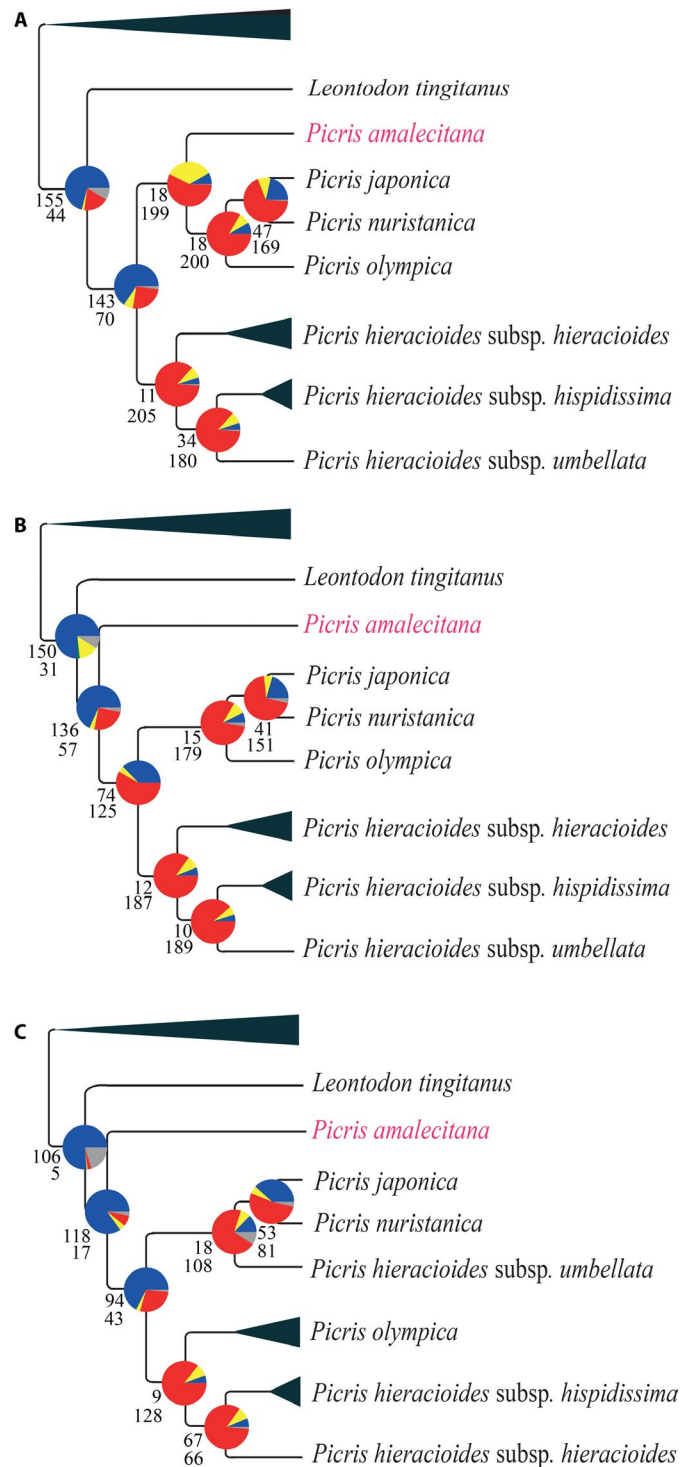 A
Leontodon tingitanus
Picris amalecitana
Picris japonica
155
44
18
199
47
169
Picris nuristanica
18
200
Picris olympica
143
70
Picris hieracioides subsp. hieracioides
11
205
Picris hieracioides subsp. hispidissima
34
180
Picris hieracioides subsp. umbellata
B
Leontodon tingitanus
Picris amalecitana
150
31
Picris japonica
136
57
15
179
41
151
Picris nuristanica
Picris olympica
74
125
Picris hieracioides subsp. hieracioides
12
187
Picris hieracioides subsp. hispidissima
10
189
Picris hieracioides subsp. umbellata
C
Leontodon tingitanus
Picris amalecitana
106
5
Picris japonica
118
17
18
108
53
81
Picris nuristanica
Picris hieracioides subsp. umbellata
94
43
Picris olympica
9
128
Picris hieracioides subsp. hispidissima
67
66
Picris hieracioides subsp. hieracioides